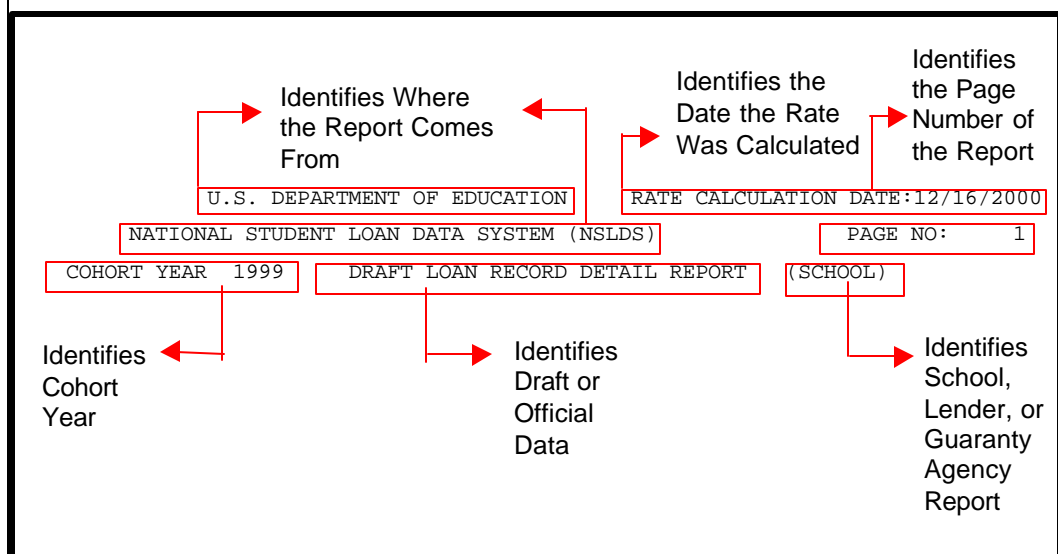 Identifies Where
the Report Comes
From
Identifies the
Date the Rate
Was Calculated
Identifies
the Page
Number of
the Report
U.S. DEPARTMENT OF EDUCATION
RATE CALCULATION DATE:12/16/2000
NATIONAL STUDENT LOAN DATA SYSTEM (NSLDS)
PAGE NO: 1
COHORT YEAR 1999
DRAFT LOAN RECORD DETAIL REPORT
(SCHOOL)
Identifies
Cohort
Year
Identifies
Draft or
Official
Data
Identifies
School,
Lender, or
Guaranty
Agency
Report